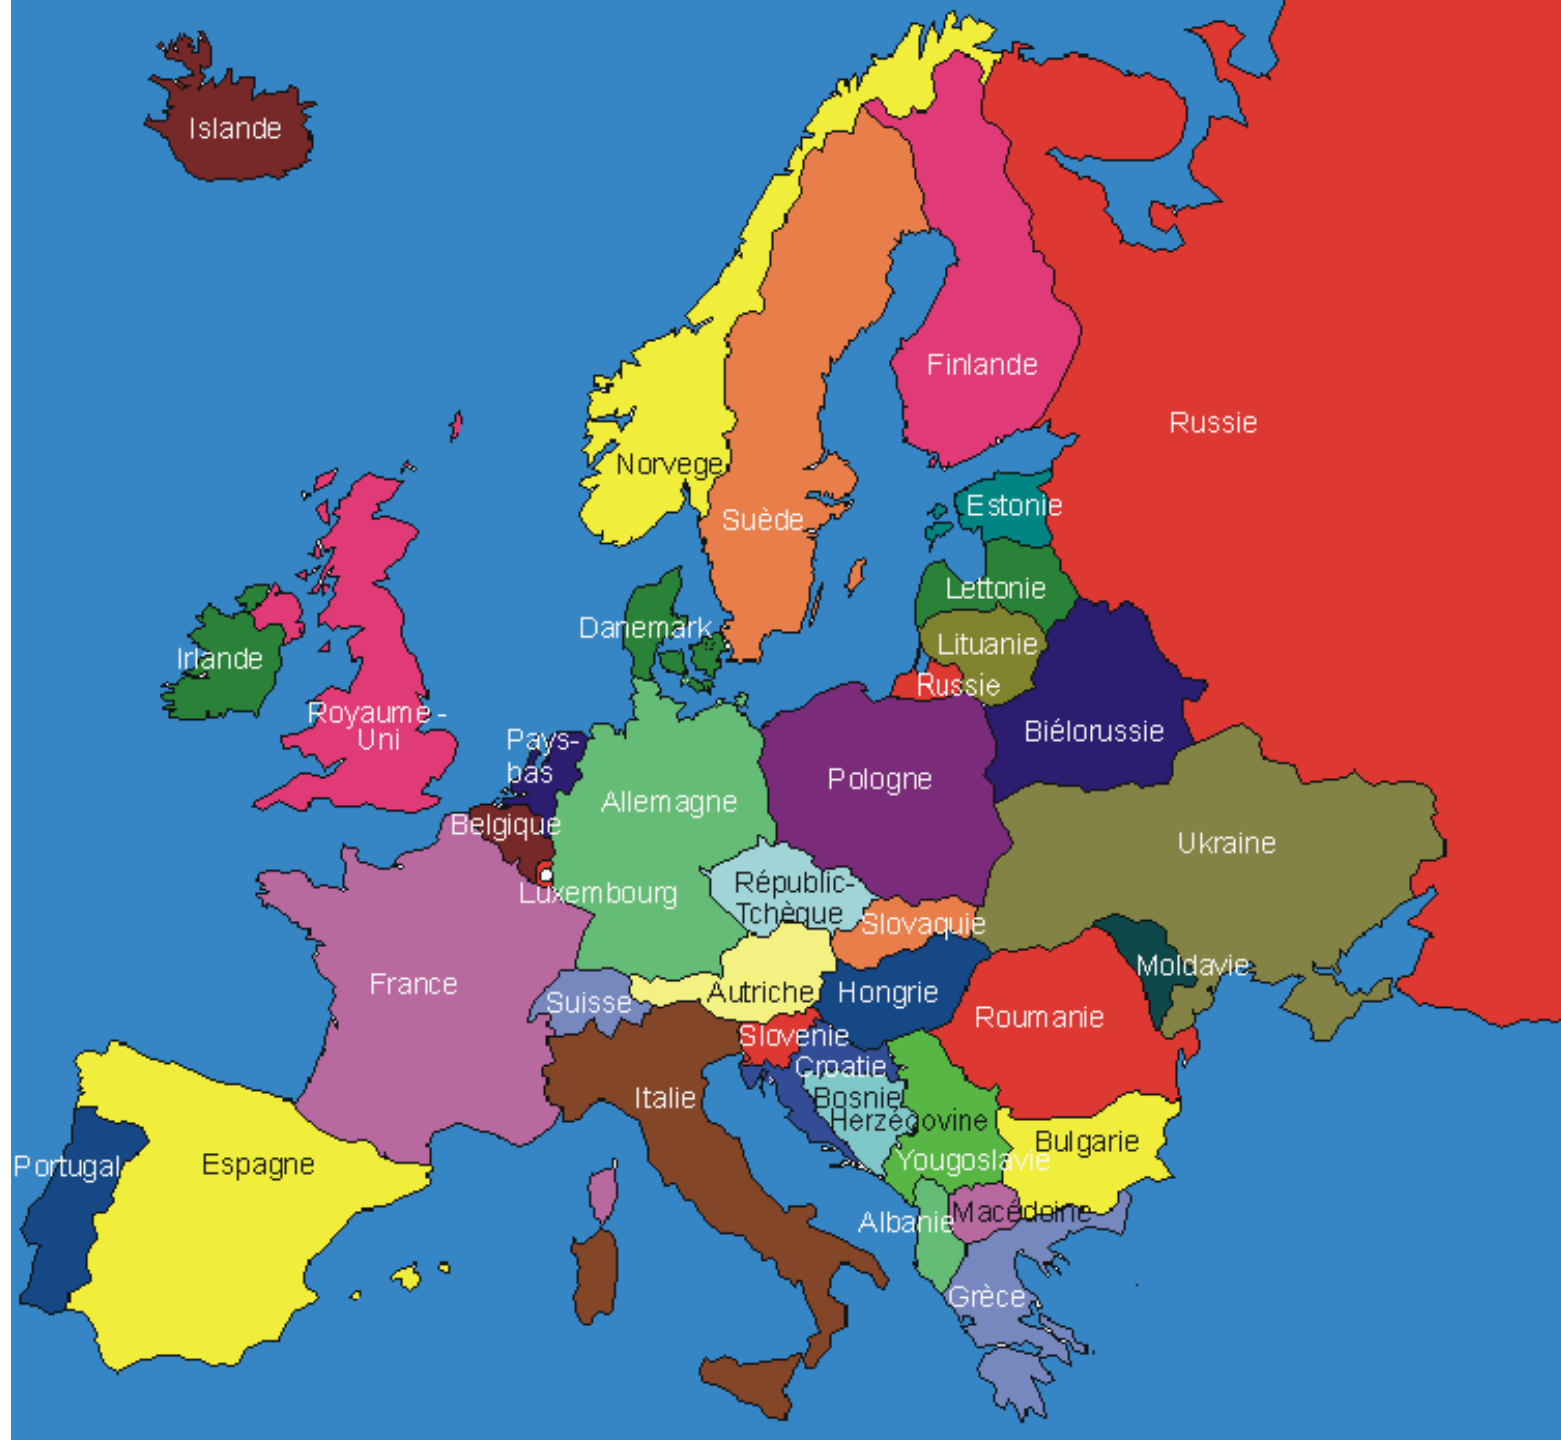 Islande
Finlande
Russie
Norvege
Estonie
Suède
Lettonie
Danemark
Lituanie
Irlande
Russie
Royaume-
Uni
Biélorussie
Pays-
bas
Pologne
Allemagne
Belgique
Ukraine
Républic-
Tchèque
Luxembourg
Slovaquie
Moldavie
France
Autriche
Hongrie
Suisse
Roumanie
Slovenie
Croatie
Italie
Bosnie
Herzégovine
Bulgarie
Yougoslavie
Espagne
Portugal
Macédoine
Albanie
Grèce